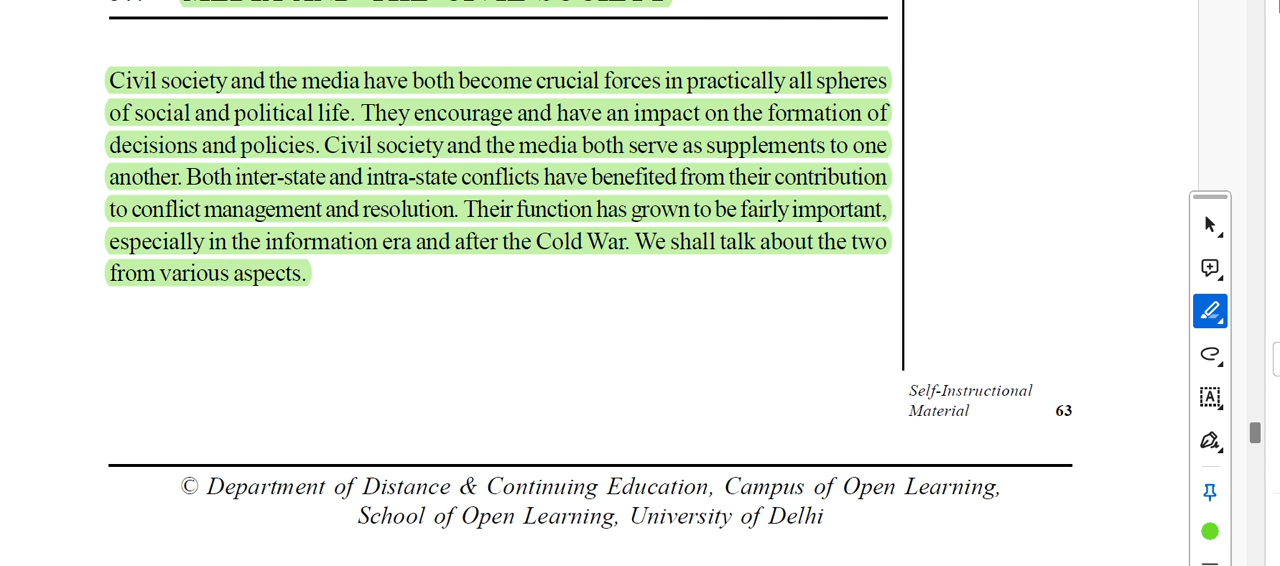 Civil society and the media have both become crucial forces in practically all spheres
of social and political life. They encourage and have an impact on the formation of
decisions and policies. Civil society and the media both serve as supplements to one
another. Both inter-state and intra-state conflicts have benefited from their contribution
to conflict management and resolution. Their function has grown to be fairly important,
especially in the information era and after the Cold War. We shall talk about the two
from various aspects.
Self-Instructional
Material 63
© Department of Distance & Continuing Education, Campus of Open Learning,
School of Open Learning, University of Delhi